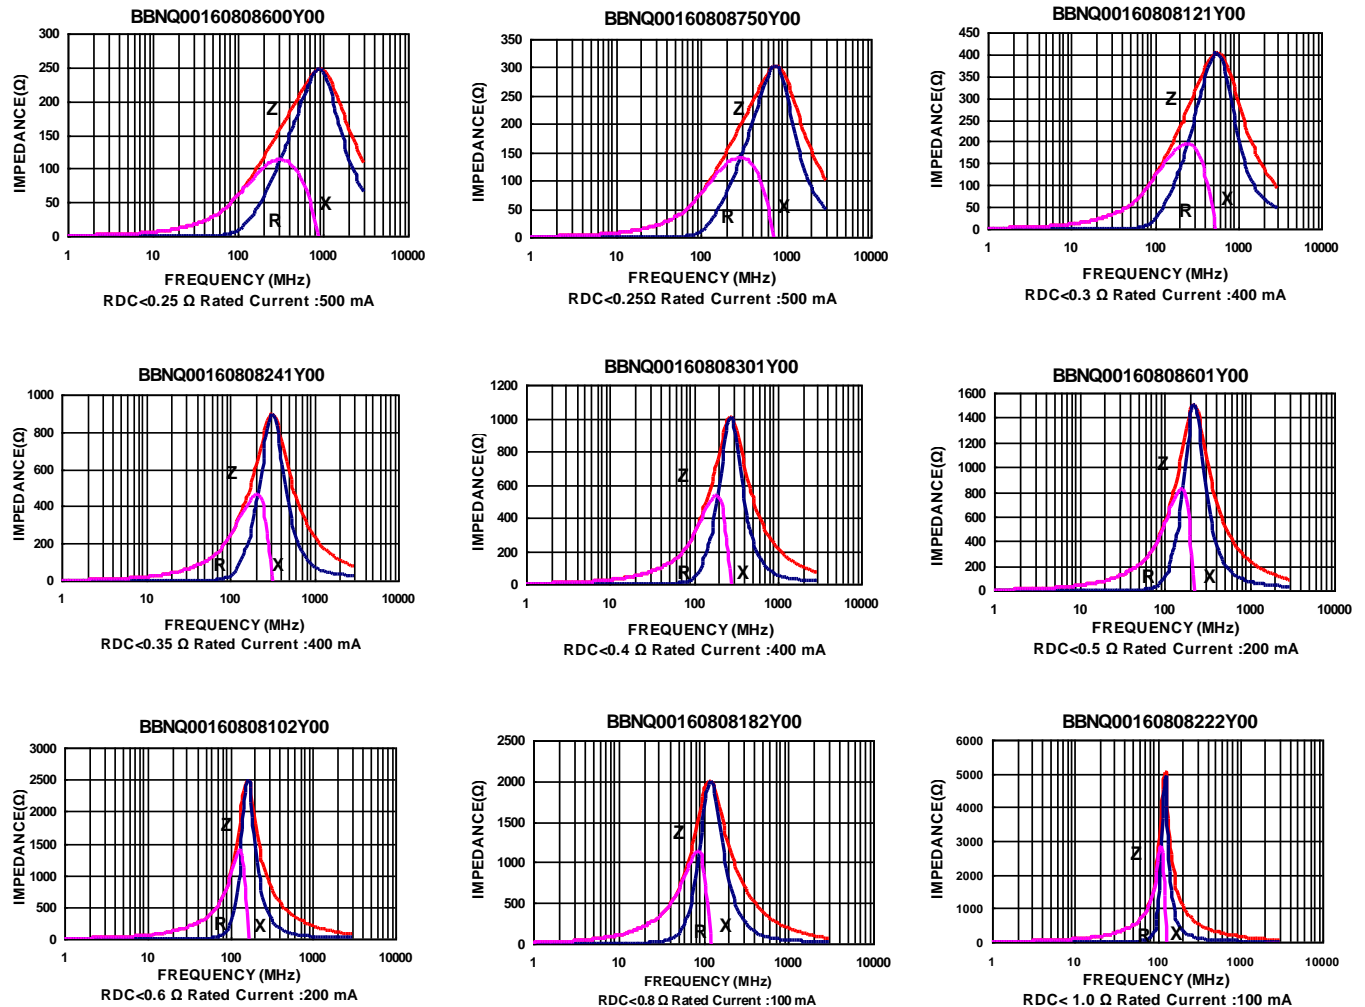 BBNQ00160808600Y00
300
250
200
150
100
50
0
IMPEDANCE(Ω)
Z
R
X
1 10 100 1000 10000
FREQUENCY (MHz)
RDC<0.25 Ω Rated Current :500 mA
BBNQ00160808750Y00
350
300
250
200
150
100
50
0
IMPEDANCE(Ω)
Z
R
X
1 10 100 1000 10000
FREQUENCY (MHz)
RDC<0.25Ω Rated Current :500 mA
BBNQ00160808121Y00
450
400
350
300
250
200
150
100
50
0
IMPEDANCE(Ω)
Z
R
X
1 10 100 1000 10000
FREQUENCY (MHz)
RDC<0.3 Ω Rated Current :400 mA
BBNQ00160808241Y00
1000
800
600
400
200
0
IMPEDANCE(Ω)
Z
R
X
1 10 100 1000 10000
FREQUENCY (MHz)
RDC<0.35 Ω Rated Current :400 mA
BBNQ00160808301Y00
1200
1000
800
600
400
200
0
IMPEDANCE(Ω)
Z
R
X
1 10 100 1000 10000
FREQUENCY (MHz)
RDC<0.4 Ω Rated Current :400 mA
BBNQ00160808601Y00
1600
1400
1200
1000
800
600
400
200
0
IMPEDANCE(Ω)
Z
R
X
1 10 100 1000 10000
FREQUENCY (MHz)
RDC<0.5 Ω Rated Current :200 mA
BBNQ00160808102Y00
3000
2500
2000
1500
1000
500
0
IMPEDANCE(Ω)
Z
R
X
1 10 100 1000 10000
FREQUENCY (MHz)
RDC<0.6 Ω Rated Current :200 mA
BBNQ00160808182Y00
2500
2000
1500
1000
500
0
IMPEDANCE(Ω)
Z
R
X
1 10 100 1000 10000
FREQUENCY (MHz)
RDC<0.8 Ω Rated Current :100 mA
BBNQ00160808222Y00
6000
5000
4000
3000
2000
1000
0
IMPEDANCE(Ω)
Z
R
X
1 10 100 1000 10000
FREQUENCY (MHz)
RDC< 1.0 Ω Rated Current :100 mA